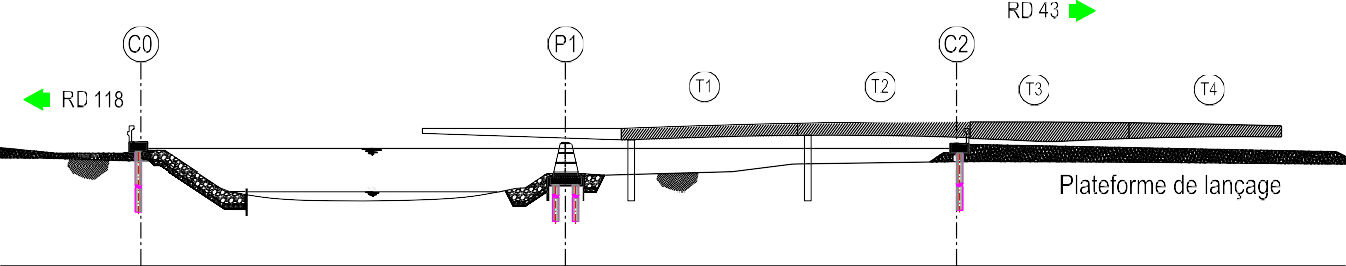 RD 43
C0
P1
C2
T1
T2
T3
T4
RD 118
Plateforme de lançage